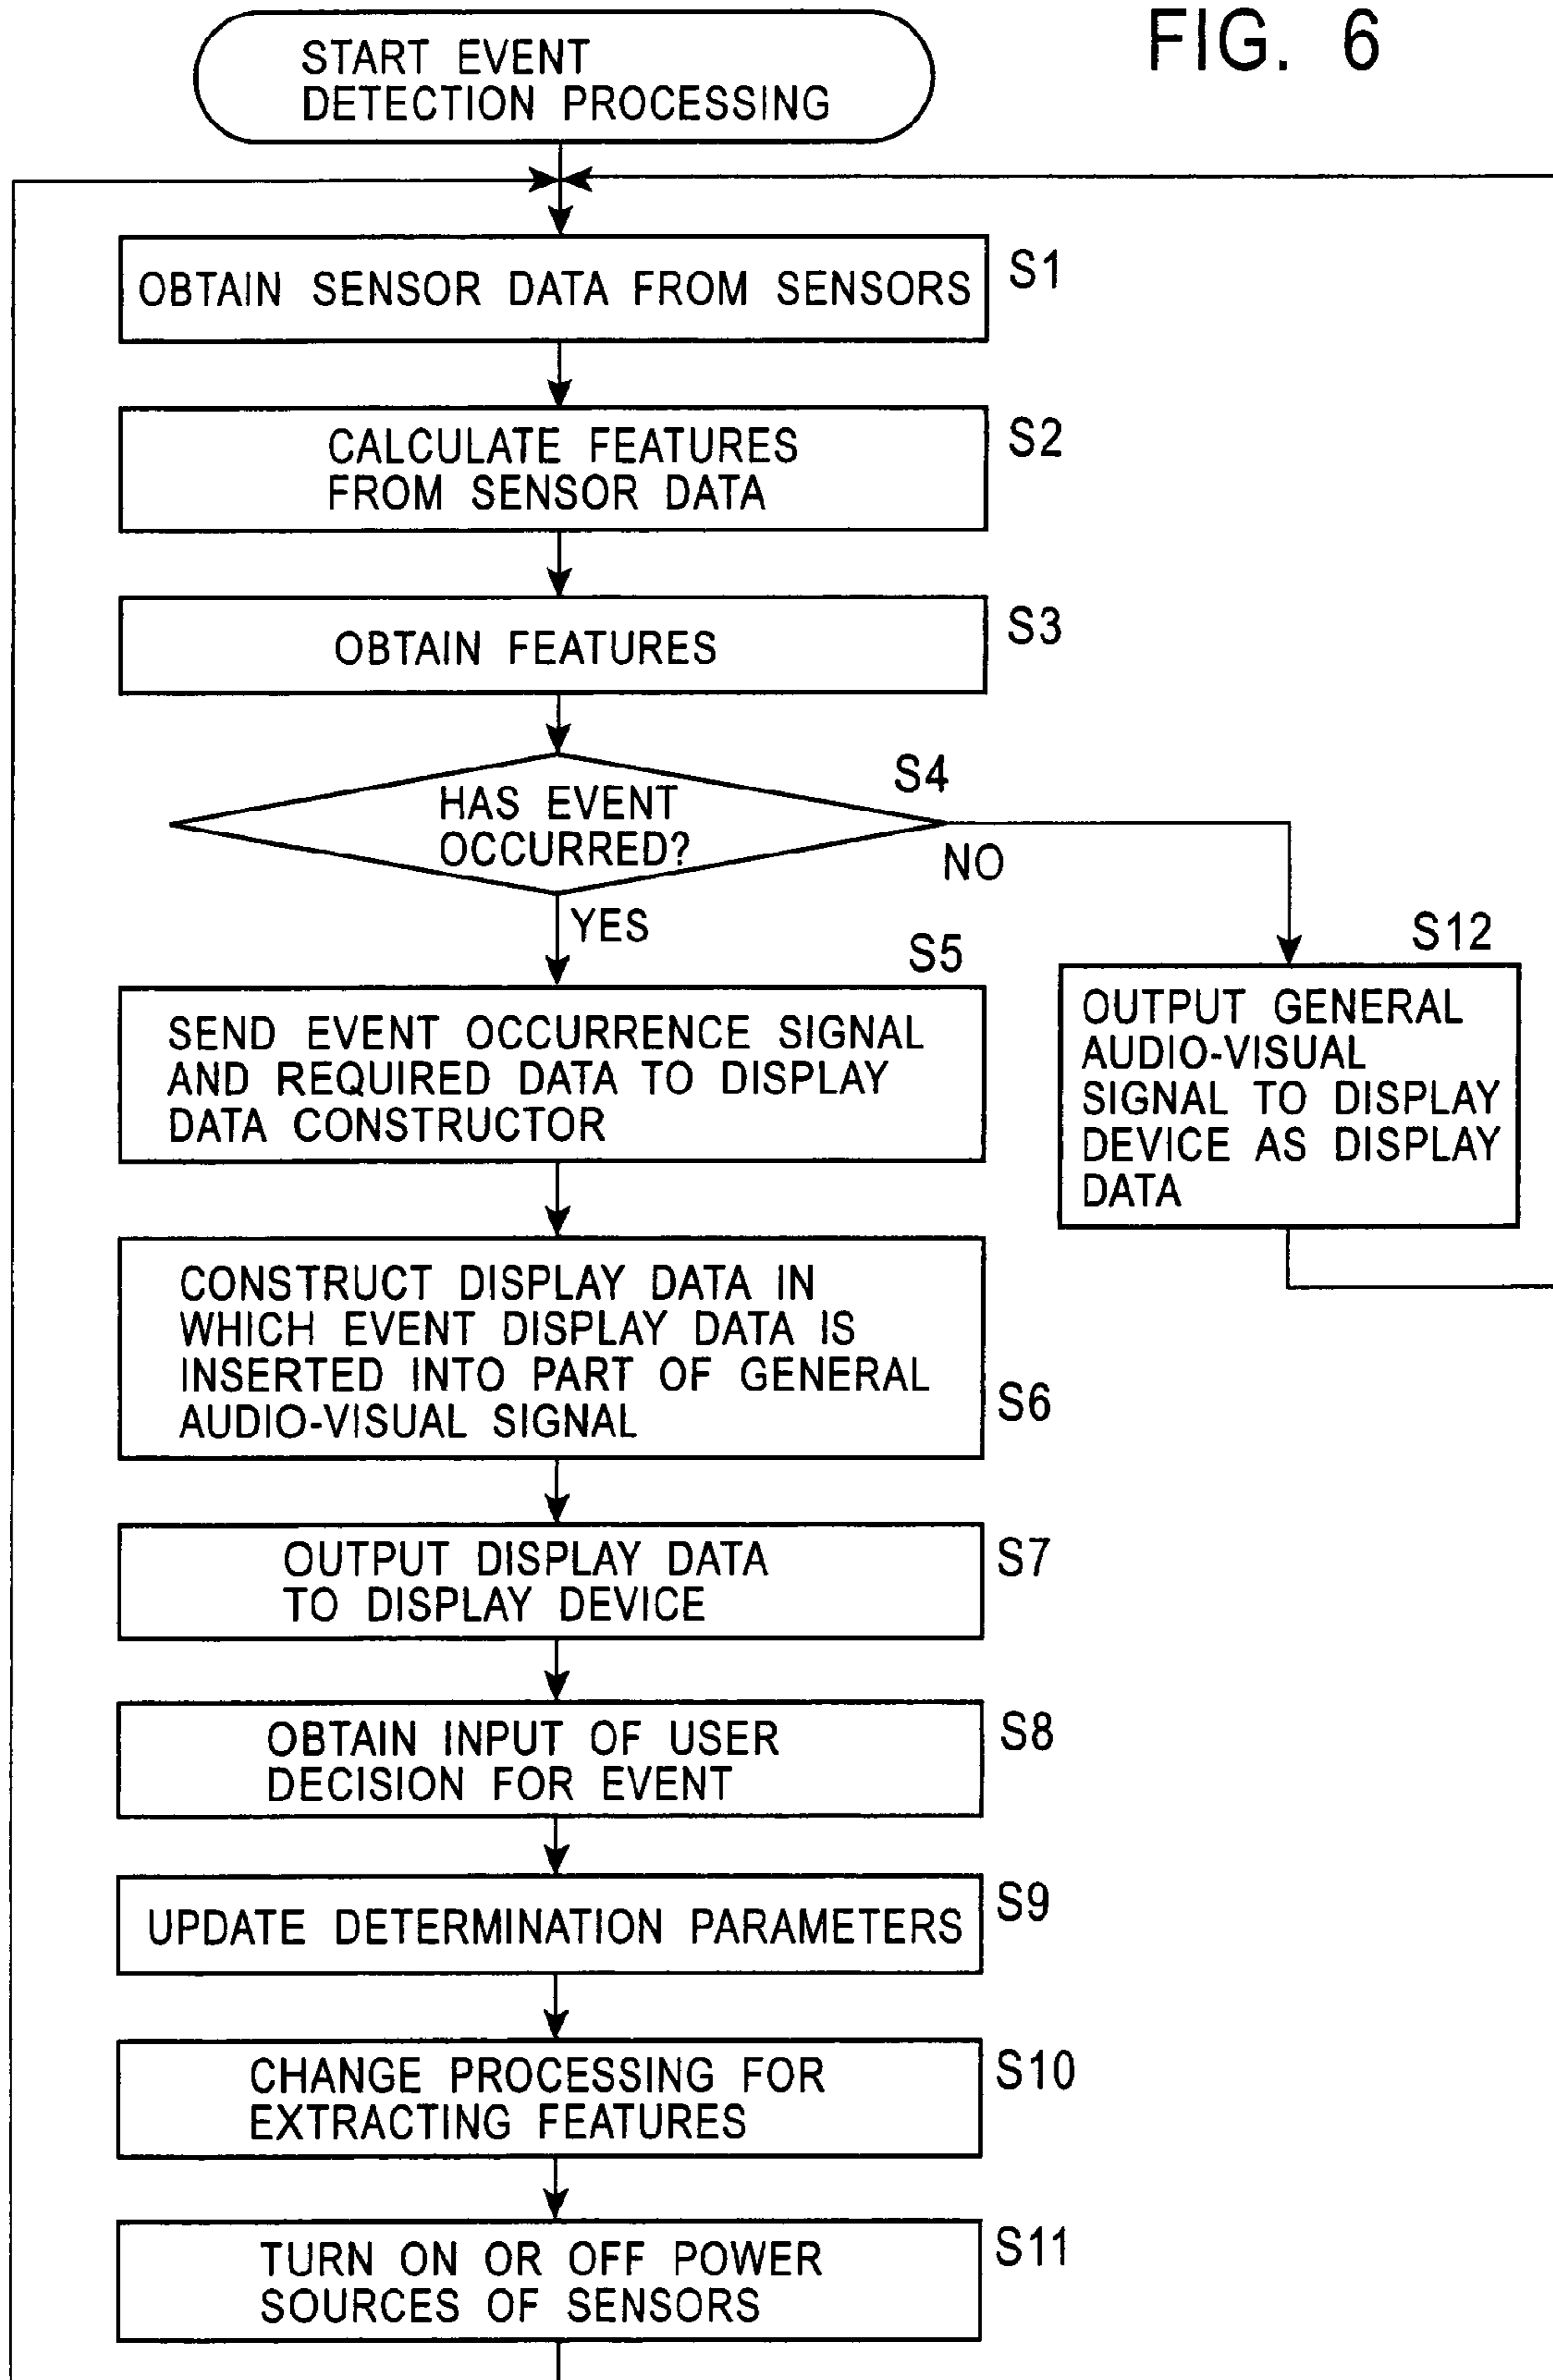 FIG. 6
START EVENT
DETECTION PROCESSING
OBTAIN SENSOR DATA FROM SENSORS
S1
CALCULATE FEATURES
FROM SENSOR DATA
S2
OBTAIN FEATURES
S3
HAS EVENT
OCCURRED?
S4
NO
YES
S5
SEND EVENT OCCURRENCE SIGNAL
AND REQUIRED DATA TO DISPLAY
DATA CONSTRUCTOR
S12
OUTPUT GENERAL
AUDIO-VISUAL
SIGNAL TO DISPLAY
DEVICE AS DISPLAY
DATA
CONSTRUCT DISPLAY DATA IN
WHICH EVENT DISPLAY DATA IS
INSERTED INTO PART OF GENERAL
AUDIO-VISUAL SIGNAL
S6
OUTPUT DISPLAY DATA
TO DISPLAY DEVICE
S7
OBTAIN INPUT OF USER
DECISION FOR EVENT
S8
UPDATE DETERMINATION PARAMETERS
S9
CHANGE PROCESSING FOR
EXTRACTING FEATURES
S10
TURN ON OR OFF POWER
SOURCES OF SENSORS
S11